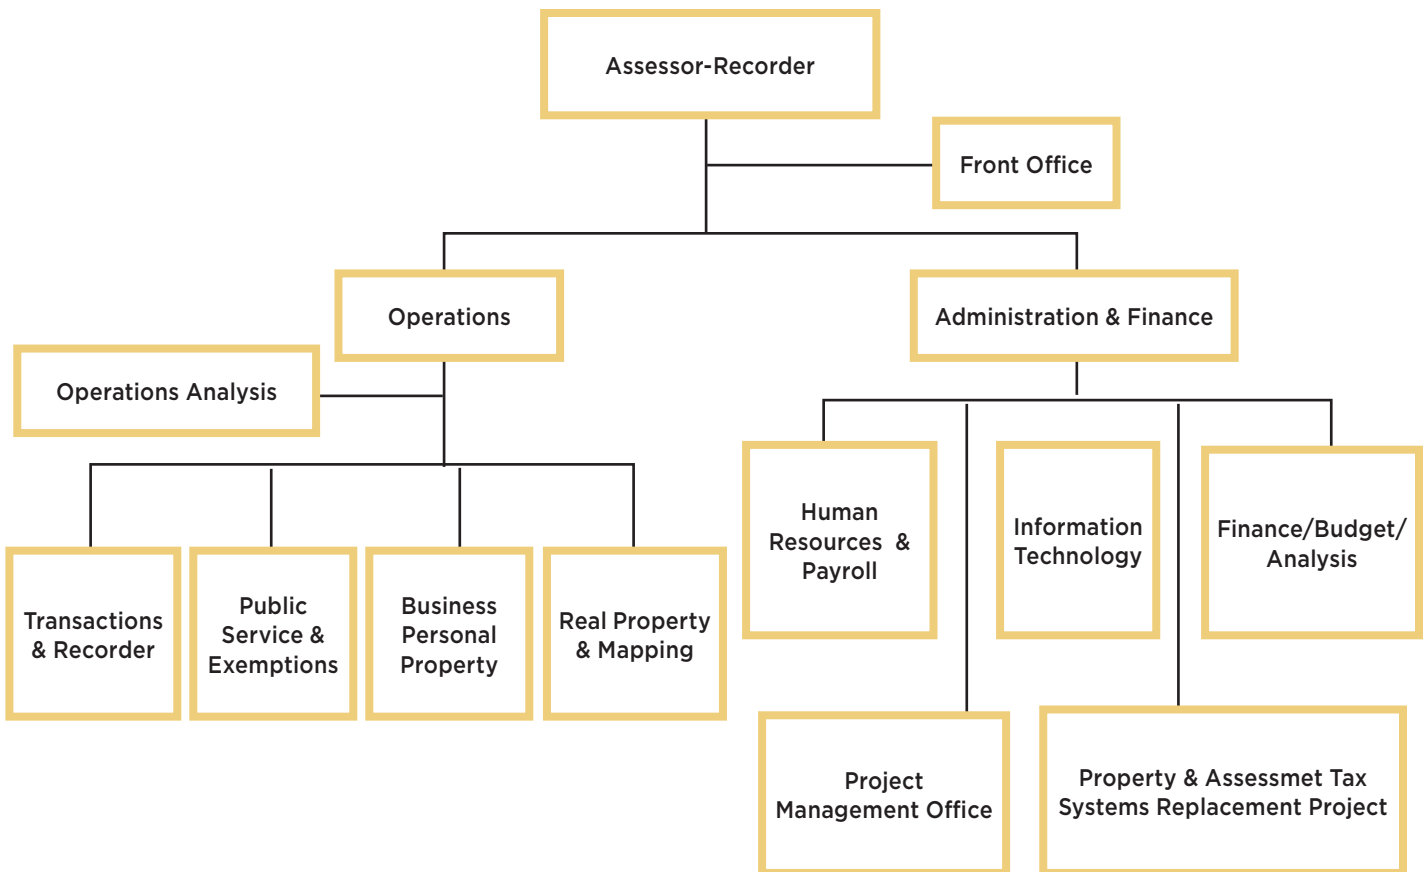 Assessor-Recorder
Front Office
Operations
Administration & Finance
Operations Analysis
Human
Resources &
Payroll
Information
Technology
Finance/Budget/
Analysis
Transactions
& Recorder
Public
Service &
Exemptions
Business
Personal
Property
Real Property
& Mapping
Project
Management Office
Property & Assessmet Tax
Systems Replacement Project